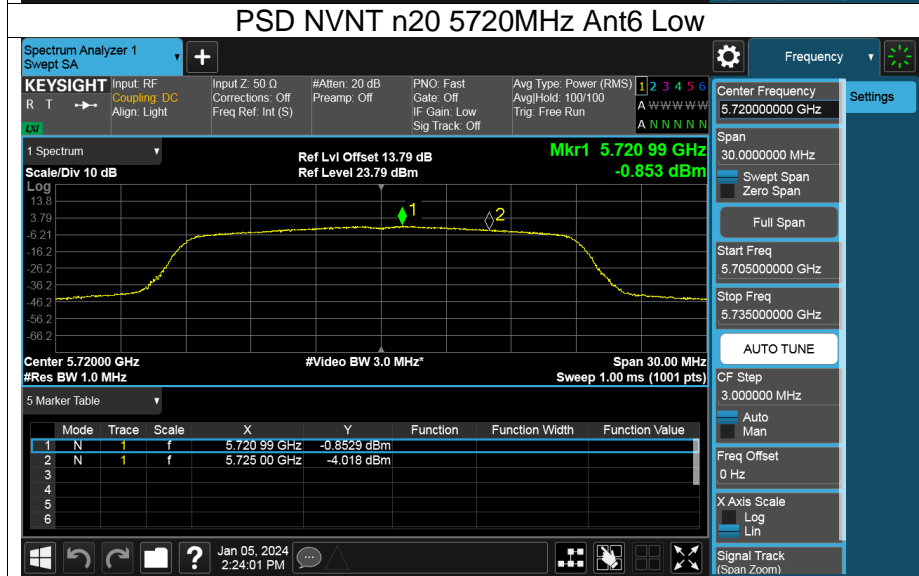 PSD NVNT n20 5720MHz Ant6 Low
Spectrum Analyzer 1
Swept SA
Frequency
KEYSIGHT
R T
LXI
Input: RF
Coupling: DC
Align: Light
Input Z: 50 Ω
Corrections: Off
Freq Ref: Int (S)
#Atten: 20 dB
Preamp: Off
PNO: Fast
Gate: Off
IF Gain: Low
Sig Track: Off
Avg Type: Power (RMS)
Avg|Hold: 100/100
Trig: Free Run
1 2 3 4 5 6
A W W W W W
A N N N N N
1 Spectrum
Scale/Div 10 dB
Ref Lvl Offset 13.79 dB
Ref Level 23.79 dBm
Mkr1 5.720 99 GHz
-0.853 dBm
Log
13.8
3.79
-6.21
-16.2
-26.2
-36.2
-46.2
-56.2
-66.2
1
2
Center 5.72000 GHz
#Video BW 3.0 MHz*
Span 30.00 MHz
#Res BW 1.0 MHz
Sweep 1.00 ms (1001 pts)
5 Marker Table
Mode Trace Scale X Y Function Function Width Function Value
1 N 1 f 5.720 99 GHz -0.8529 dBm
2 N 1 f 5.725 00 GHz -4.018 dBm
3
4
5
6
Jan 05, 2024
2:24:01 PM
Center Frequency
5.720000000 GHz
Settings
Span
30.0000000 MHz
Swept Span
Zero Span
Full Span
Start Freq
5.705000000 GHz
Stop Freq
5.735000000 GHz
AUTO TUNE
CF Step
3.000000 MHz
Auto
Man
Freq Offset
0 Hz
X Axis Scale
Log
Lin
Signal Track
(Span Zoom)